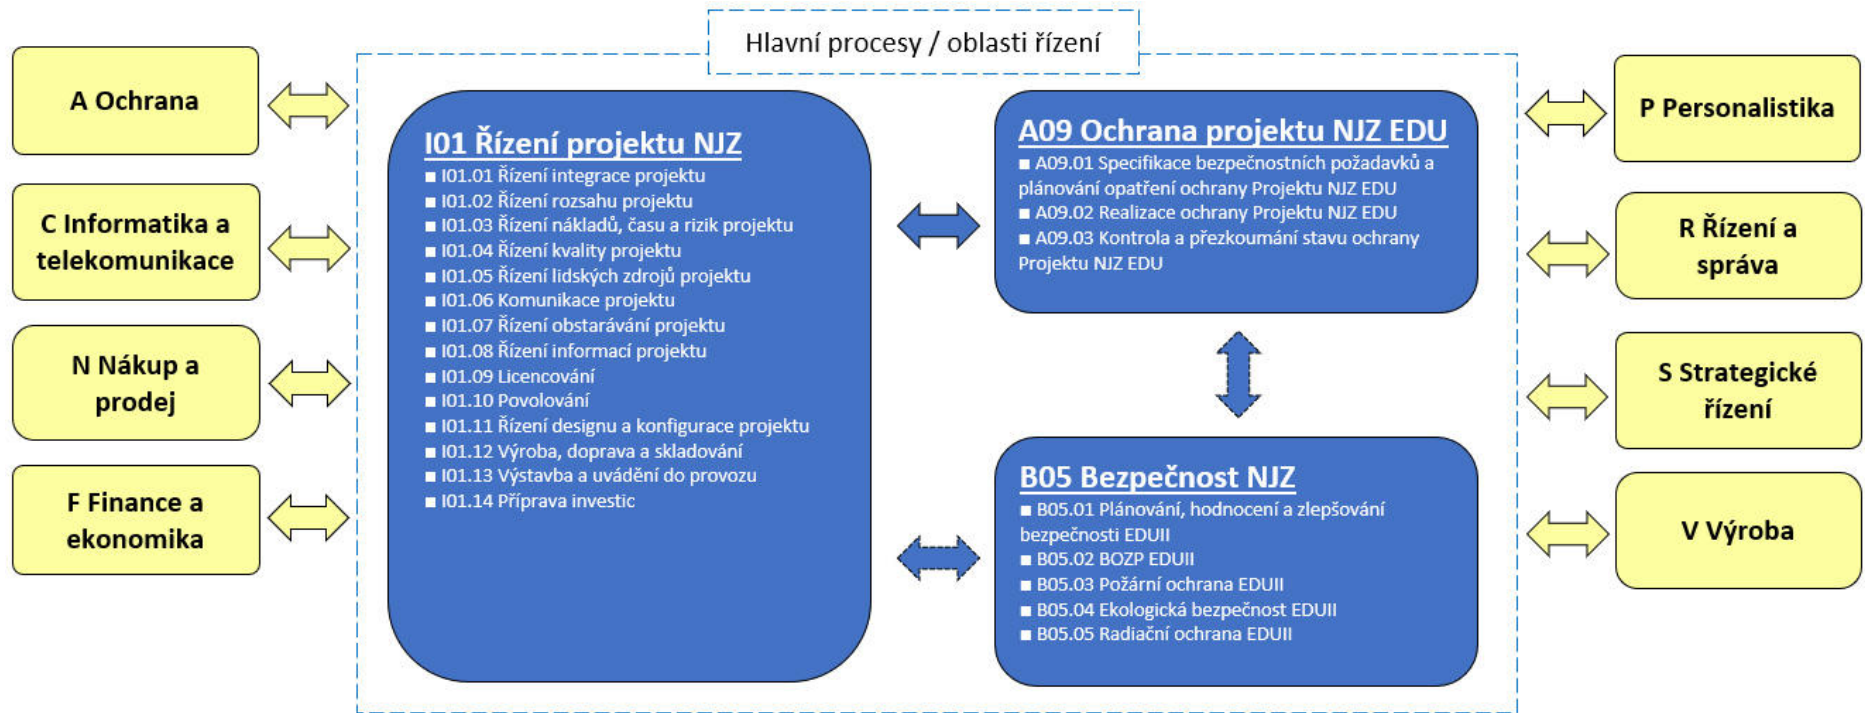 Hlavní procesy / oblasti řízení
A Ochrana
C Informatika a
telekomunikace
N Nákup a
prodej
F Finance a
ekonomika
I01 Řízení projektu NJZ
■ I01.01 Řízení integrace projektu
■ I01.02 Řízení rozsahu projektu
■ I01.03 Řízení nákladů, času a rizik projektu
■ I01.04 Řízení kvality projektu
■ I01.05 Řízení lidských zdrojů projektu
■ I01.06 Komunikace projektu
■ I01.07 Řízení obstarávání projektu
■ I01.08 Řízení informací projektu
■ I01.09 Licencování
■ I01.10 Povolování
■ I01.11 Řízení designu a konfigurace projektu
■ I01.12 Výroba, doprava a skladování
■ I01.13 Výstavba a uvádění do provozu
■ I01.14 Příprava investic
A09 Ochrana projektu NJZ EDU
■ A09.01 Specifikace bezpečnostních požadavků a
plánování opatření ochrany Projektu NJZ EDU
■ A09.02 Realizace ochrany Projektu NJZ EDU
■ A09.03 Kontrola a přezkoumání stavu ochrany
Projektu NJZ EDU
B05 Bezpečnost NJZ
■ B05.01 Plánování, hodnocení a zlepšování
bezpečnosti EDUII
■ B05.02 BOZP EDUII
■ B05.03 Požární ochrana EDUII
■ B05.04 Ekologická bezpečnost EDUII
■ B05.05 Radiační ochrana EDUII
P Personalistika
R Řízení a
správa
S Strategické
řízení
V Výroba